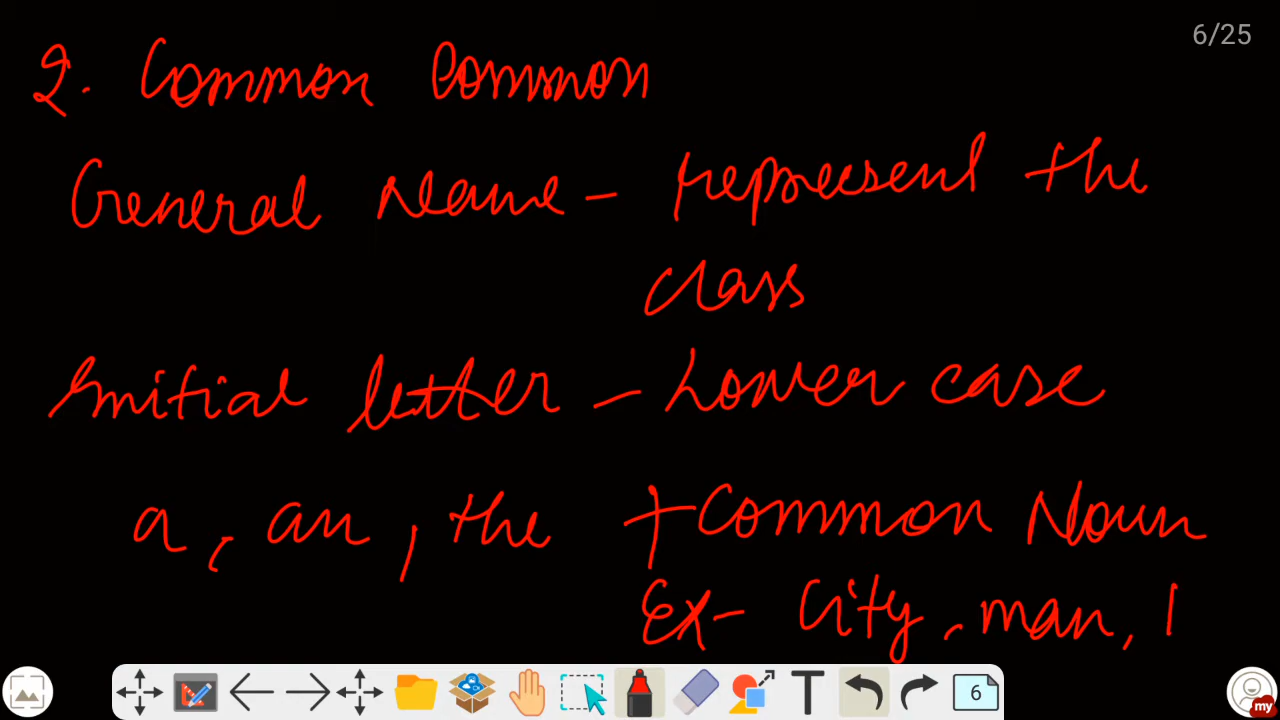 6/25
2. Common Common
General Name - represent the
class
Initial letter - Lower case
a, an, the + Common Noun
Ex- City, man,
T
6
my